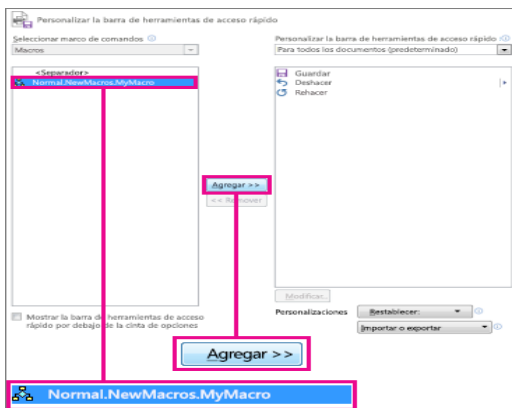 Personalizar la barra de herramientas de acceso rápido
Seleccionar marco de comandos
Macros
Personalizar la barra de herramientas de acceso rápido :
Para todos los documentos (predeterminado)
<Separador>
Normal.NewMacros.MyMacro
Guardar
Deshacer
Rehacer
Agregar >>
<< Remover
Modificar..
Mostrar la barra de herramientas de acceso
rápido por debajo de la cinta de opciones
Personalizaciones
Restablecer:
Importar o exportar
Agregar >>
Normal.NewMacros.MyMacro